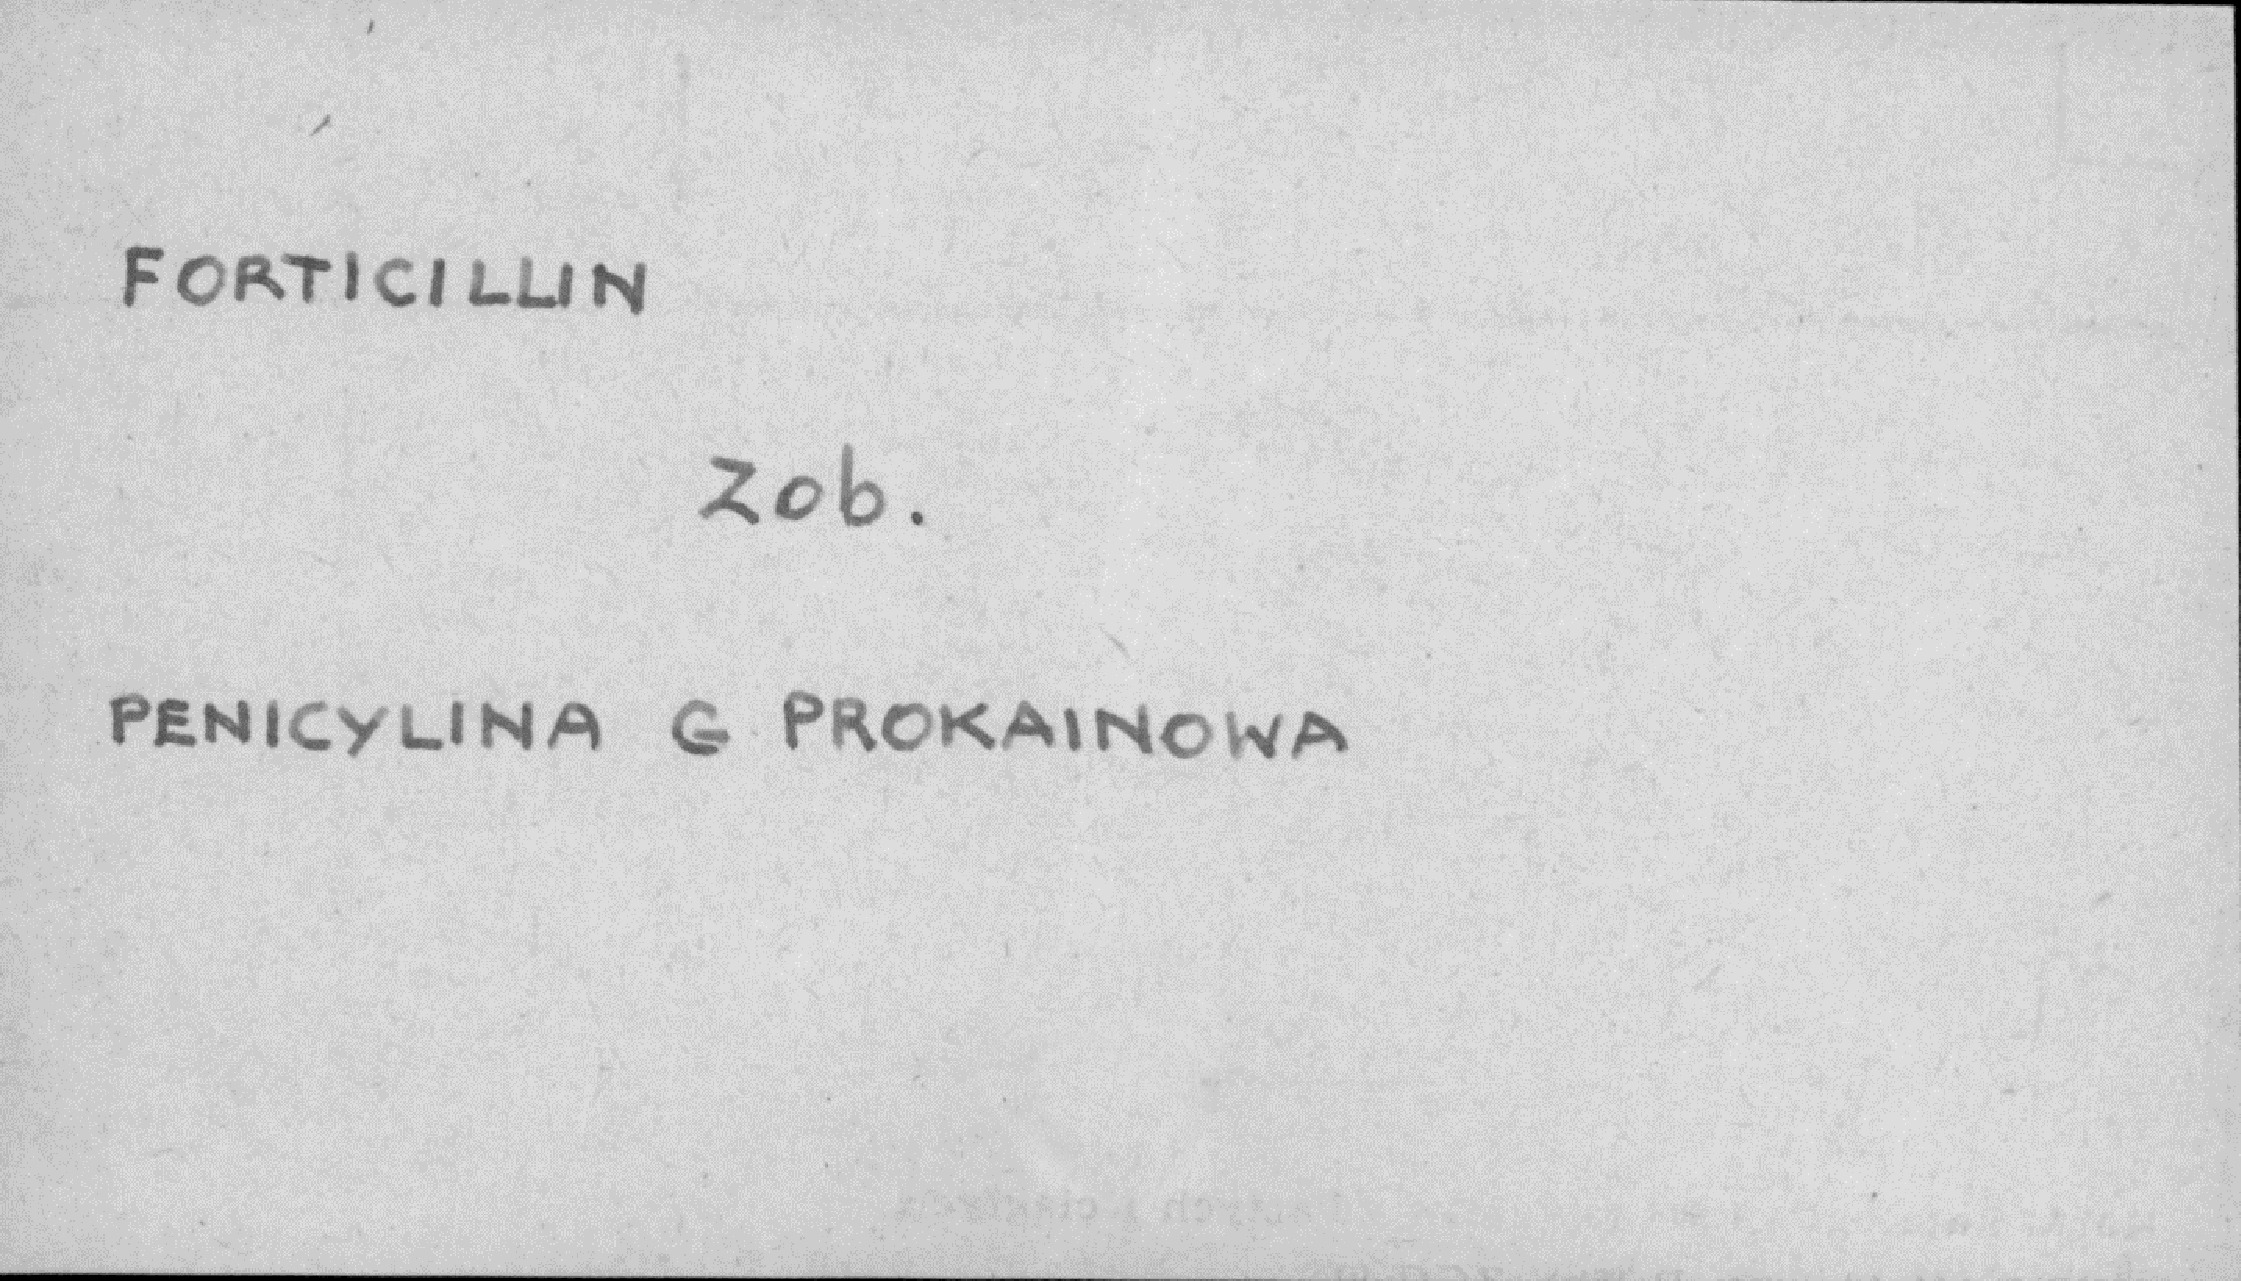 FORTICILLIN
Zob.
PENICYLINA G PROKAINOWA